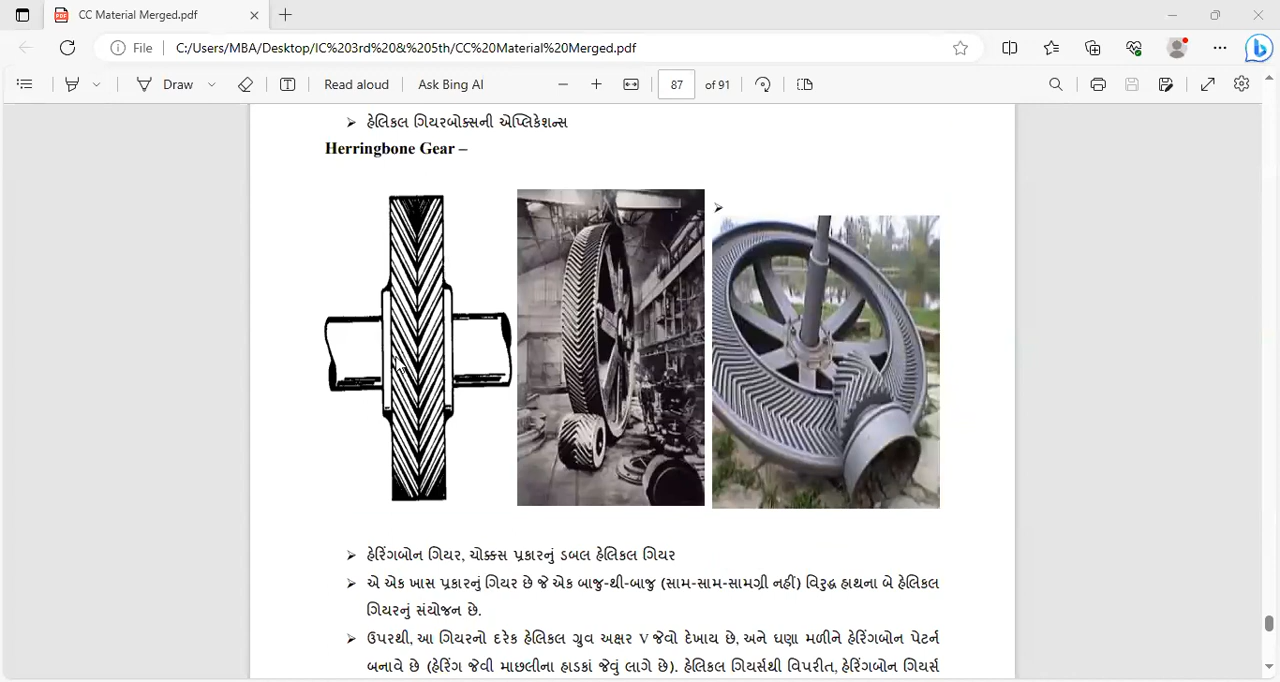 CC Material Merged.pdf
File
C:/Users/MBA/Desktop/IC%203rd%20&%205th/CC%20Material%20Merged.pdf
Draw
Read aloud
Ask Bing AI
87
of 91
➢ હેલિકલ ગિયરબોક્સની એપ્લિકેશન્સ
Herringbone Gear –
➢
➢ હેરિંગબોન ગિયર, ચોક્કસ પ્રકારનું ડબલ હેલિકલ ગિયર
➢ એ એક ખાસ પ્રકારનું ગિયર છે જે એક બાજુ-થી-બાજુ (સામ-સામ-સામગ્રી નહીં) વિરુદ્ધ હાથના બે હેલિકલ
ગિયરનું સંયોજન છે.
➢ ઉપરથી, આ ગિયરનો દરેક હેલિકલ ગ્રુવ અક્ષર V જેવો દેખાય છે, અને ઘણા મળીને હેરિંગબોન પેટર્ન
બનાવે છે (હેરિંગ જેવી માછલીના હાડકાં જેવું લાગે છે). હેલિકલ ગિયર્સથી વિપરીત, હેરિંગબોન ગિયર્સ